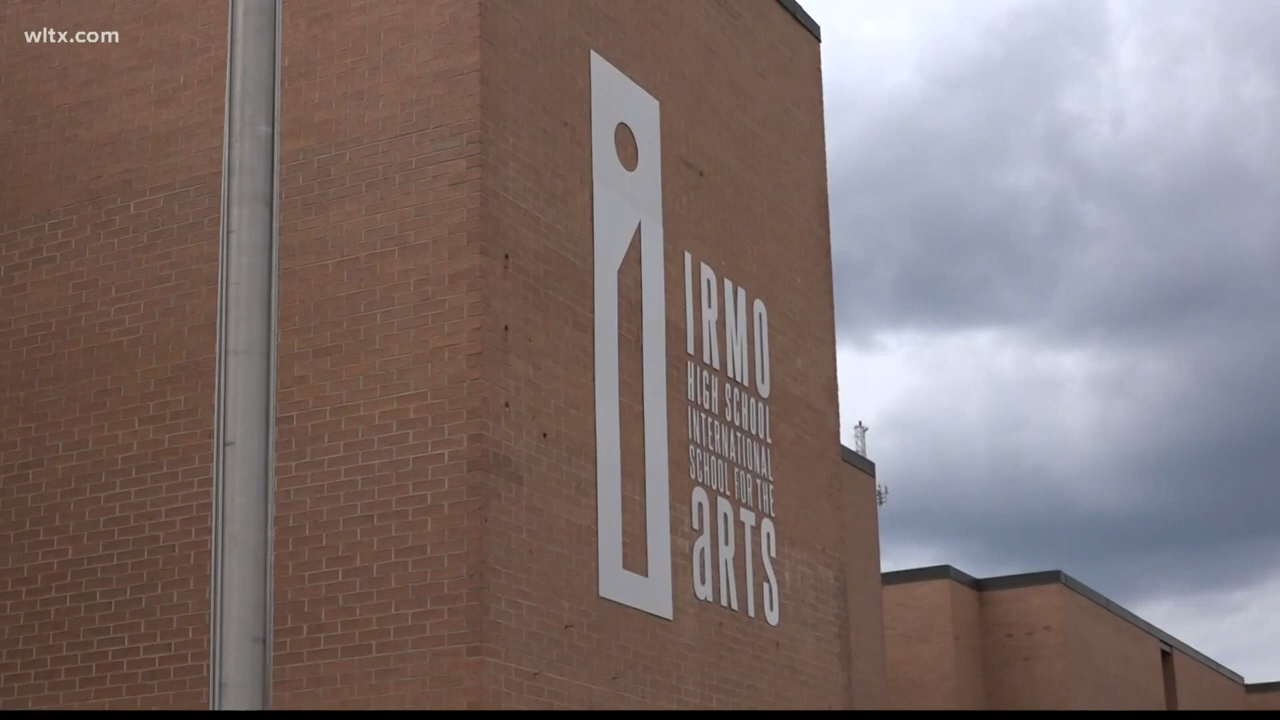 wltx.com
i
IRMO
HIGH SCHOOL
INTERNATIONAL
SCHOOL FOR THE
aRTS